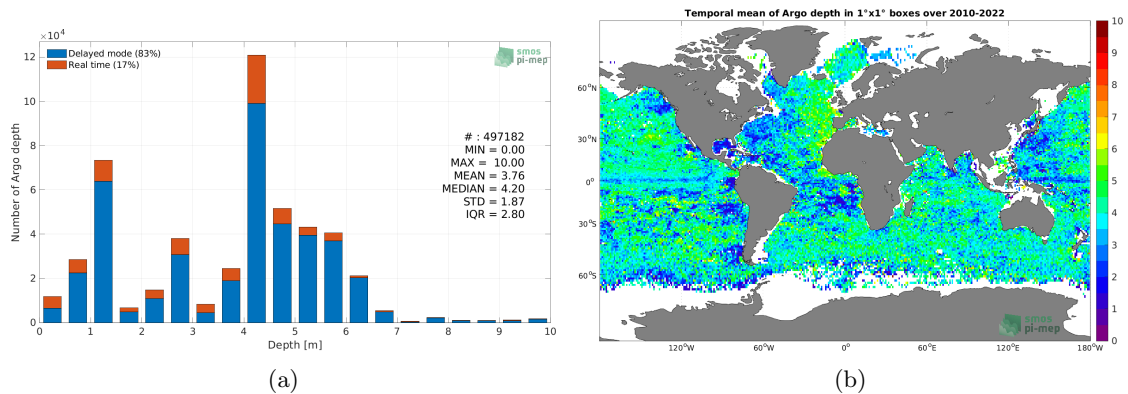 ×10⁴
Delayed mode (83%)
Real time (17%)
smos
pi-mep
# : 497182
MIN = 0.00
MAX = 10.00
MEAN = 3.76
MEDIAN = 4.20
STD = 1.87
IQR = 2.80
Number of Argo depth
12
10
8
6
4
2
0
0 1 2 3 4 5 6 7 8 9 10
Depth [m]
(a)
Temporal mean of Argo depth in 1°x1° boxes over 2010-2022
60°N
30°N
0°
30°S
60°S
120°W 60°W 0° 60°E 120°E 180°W
smos
pi-mep
10
9
8
7
6
5
4
3
2
1
0
(b)